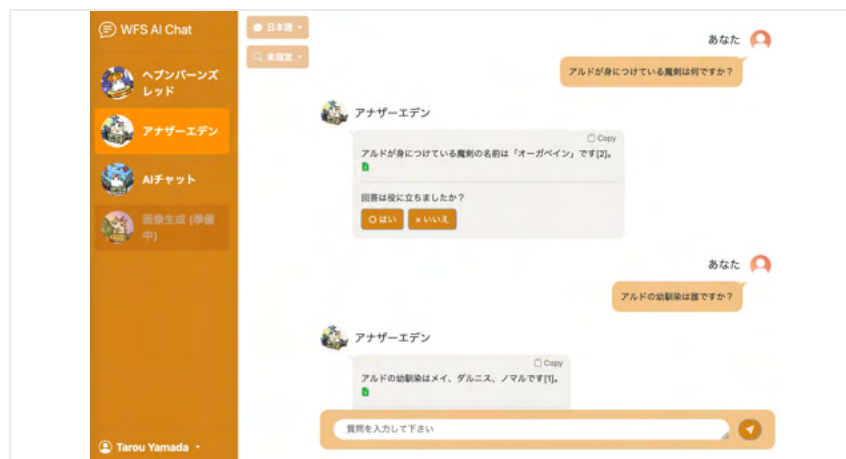 WFS AI Chat
ヘブンバーンズ
レッド
アナザーエデン
AIチャット
画像生成 (準備
中)
Tarou Yamada
日本語
未指定
あなた
アルドが身につけている魔剣は何ですか？
アナザーエデン
Copy
アルドが身につけている魔剣の名前は「オーガベイン」です[2]。
回答は役に立ちましたか？
○ はい
× いいえ
あなた
アルドの幼馴染は誰ですか？
アナザーエデン
Copy
アルドの幼馴染はメイ、ダルニス、ノマルです[1]。
質問を入力して下さい